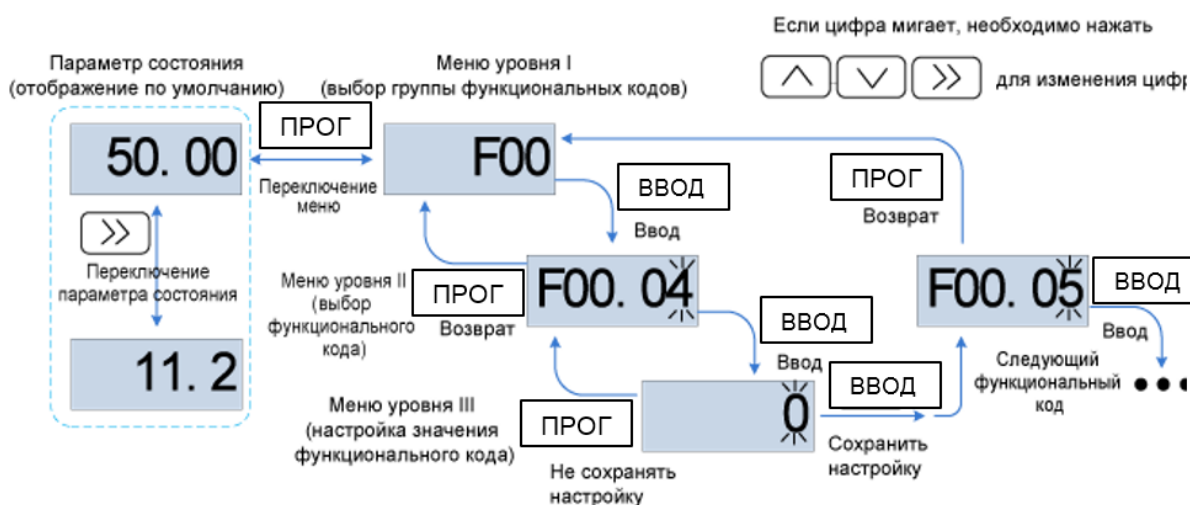 Если цифра мигает, необходимо нажать
для изменения цифр
Параметр состояния
(отображение по умолчанию)
Меню уровня I
(выбор группы функциональных кодов)
50.00
ПРОГ
Переключение
меню
F00
ВВОД
Ввод
ПРОГ
Возврат
Переключение
параметра состояния
11.2
Меню уровня II
(выбор
функционального
кода)
ПРОГ
Возврат
F00.04
ВВОД
Ввод
F00.05
ВВОД
Ввод
Следующий
функциональный
код
Меню уровня III
(настройка значения
функционального кода)
ПРОГ
Не сохранять
настройку
0
ВВОД
Сохранить
настройку